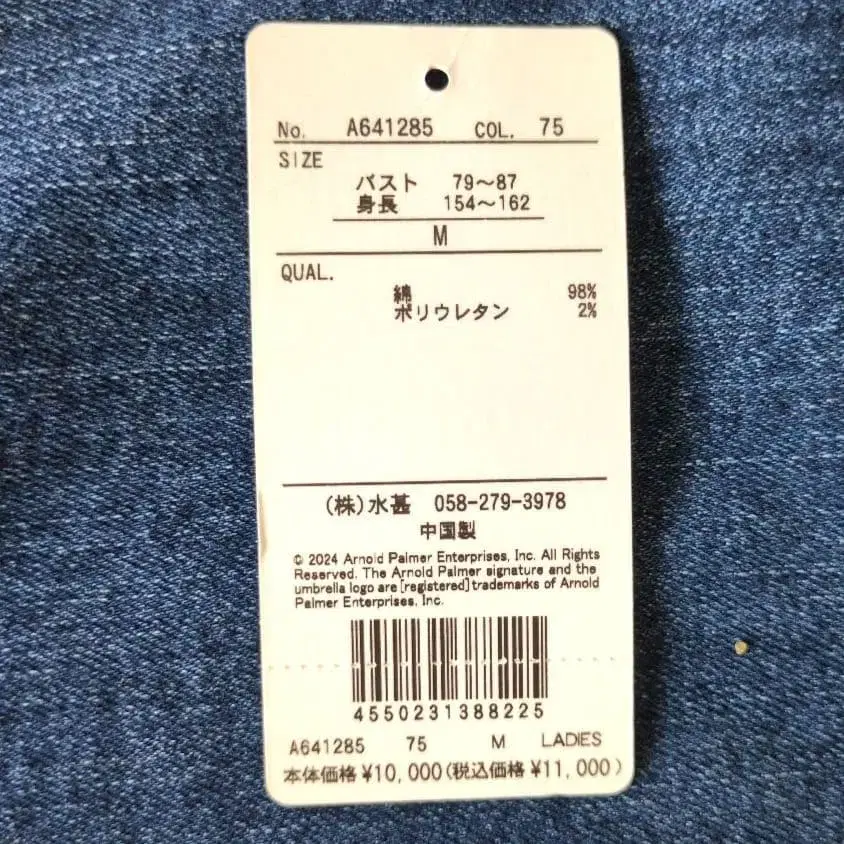 No. A641285 COL. 75
SIZE
バスト 79～87
身長 154～162
M
QUAL.
綿 98%
ポリウレタン 2%
(株)水甚 058-279-3978
中国製
© 2024 Arnold Palmer Enterprises, Inc. All Rights
Reserved. The Arnold Palmer signature and the
umbrella logo are [registered] trademarks of Arnold
Palmer Enterprises, Inc.
4550231388225
A641285 75 M LADIES
本体価格 ¥10,000(税込価格 ¥11,000)